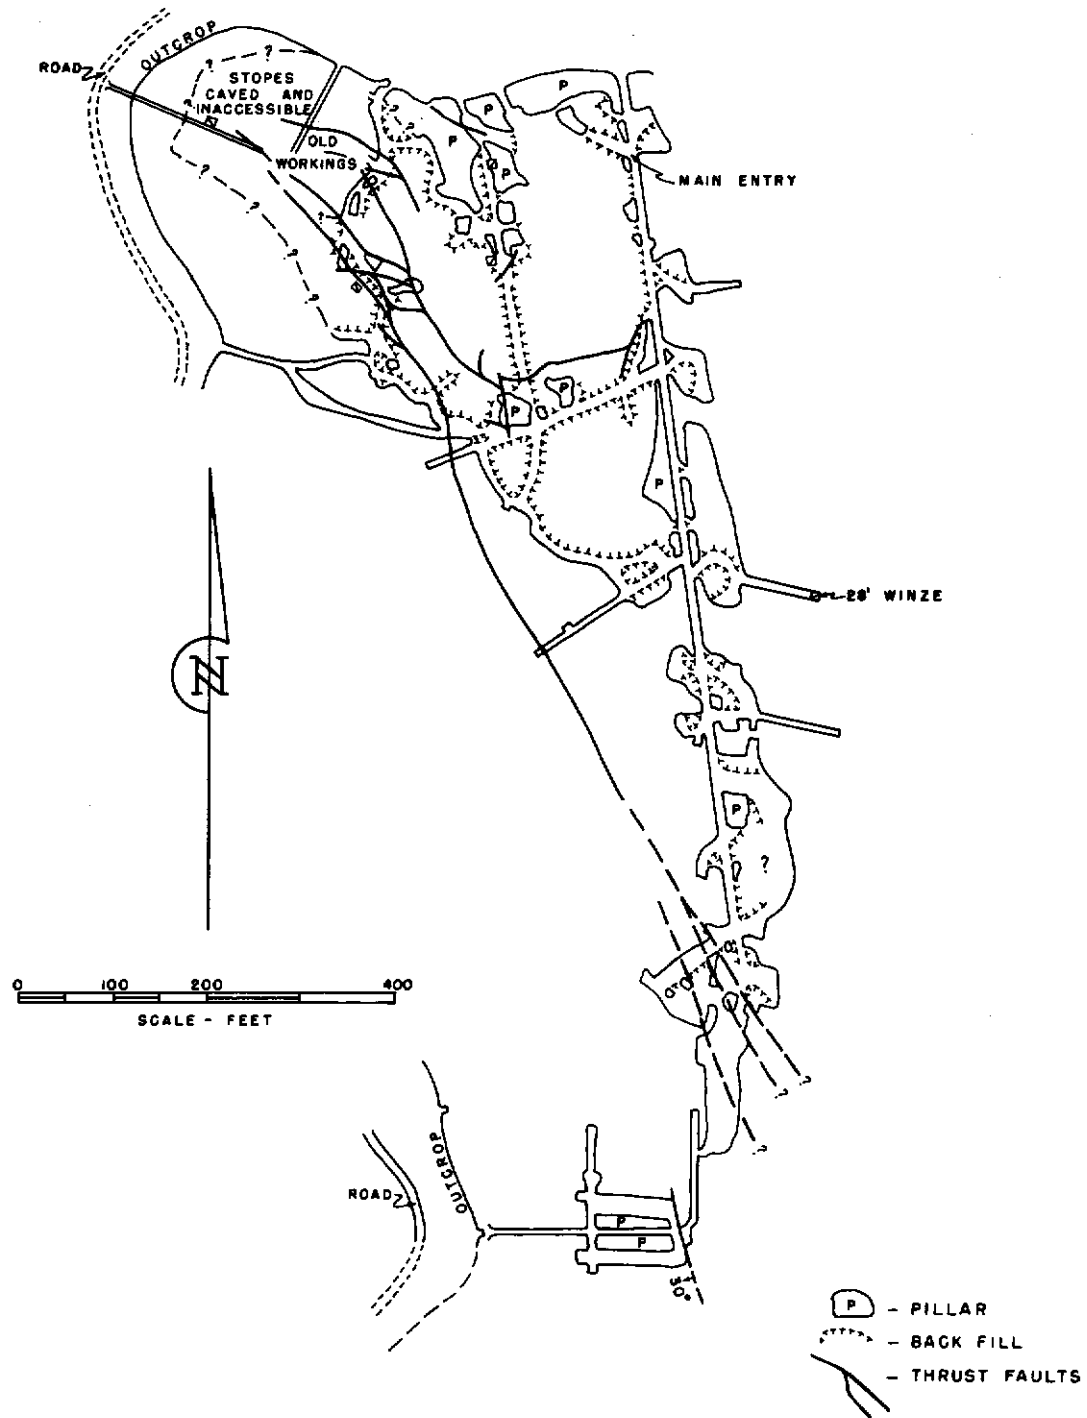 OUTCROP
ROAD
?
?
STOPES
CAVED AND
INACCESSIBLE
OLD
WORKINGS
P
P
P
P
MAIN ENTRY
?
?
?
?
?
?
?
P
P
P
28' WINZE
N
P
?
0 100 200 400
SCALE - FEET
?
?
?
OUTCROP
ROAD
P
P
30°
P - PILLAR
- BACK FILL
- THRUST FAULTS